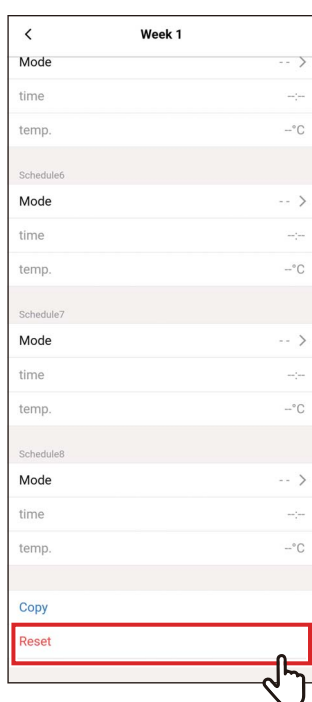 Week 1
Mode -- >
time --:--
temp. --°C
Schedule6
Mode -- >
time --:--
temp. --°C
Schedule7
Mode -- >
time --:--
temp. --°C
Schedule8
Mode -- >
time --:--
temp. --°C
Copy
Reset